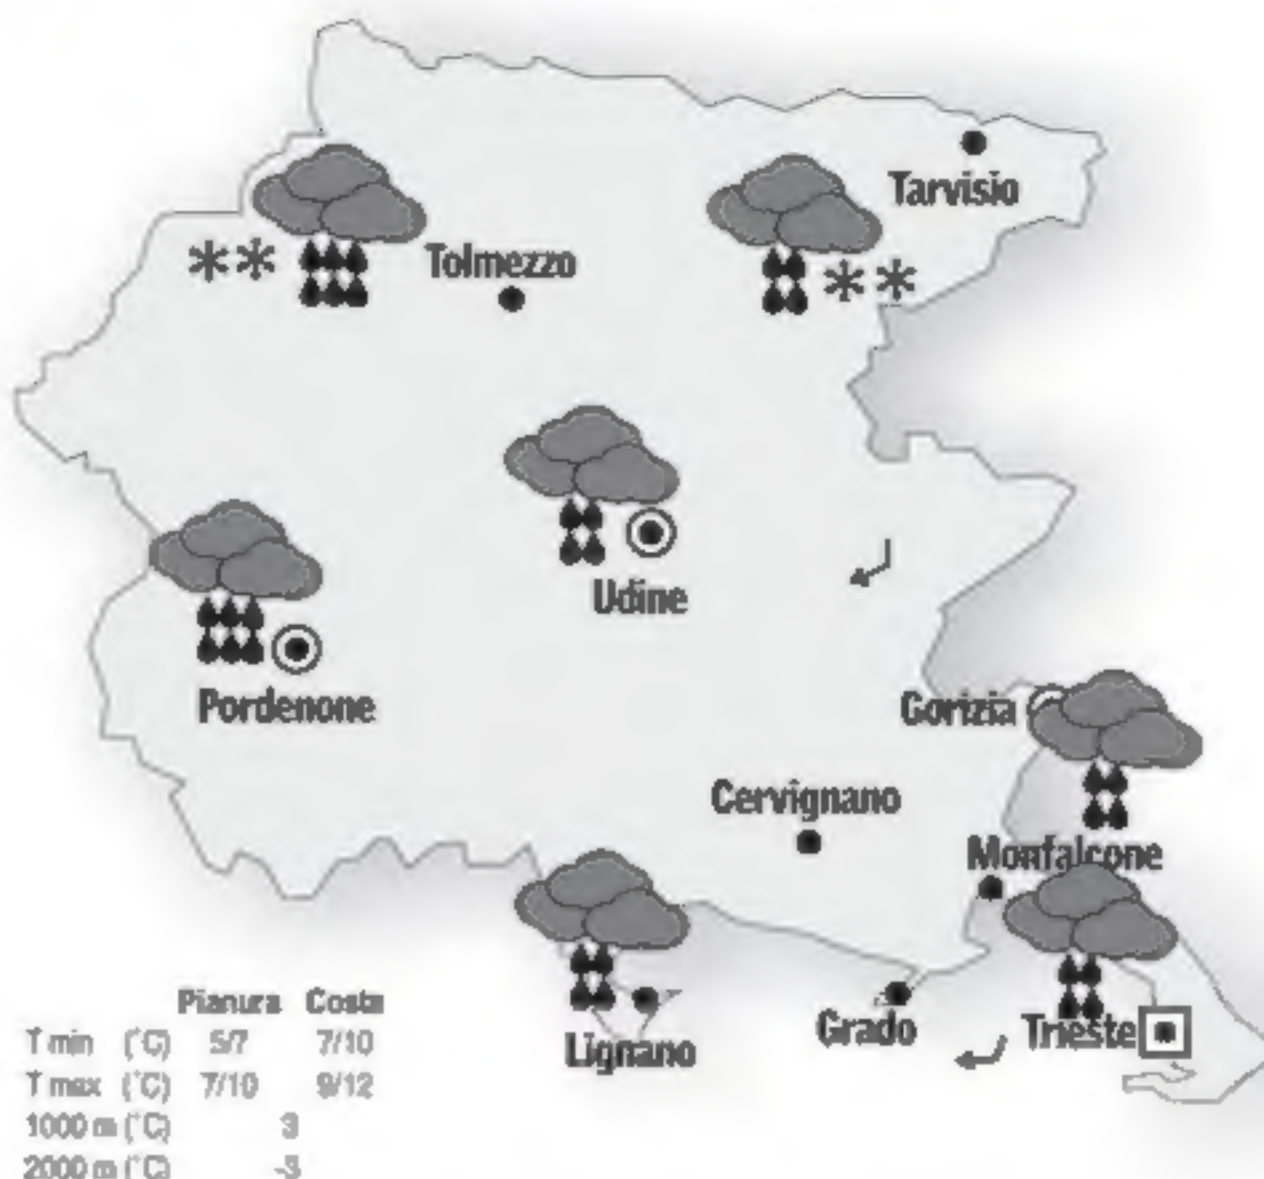 Tarvisio
Tolmezzo
Udine
Pordenone
Gorizia
Cervignano
Monfalcone
Grado
Trieste
Lignano
Pianura Costa
T min (°C) 5/7 7/10
T max (°C) 7/10 9/12
1000 m (°C) 3
2000 m (°C) -3